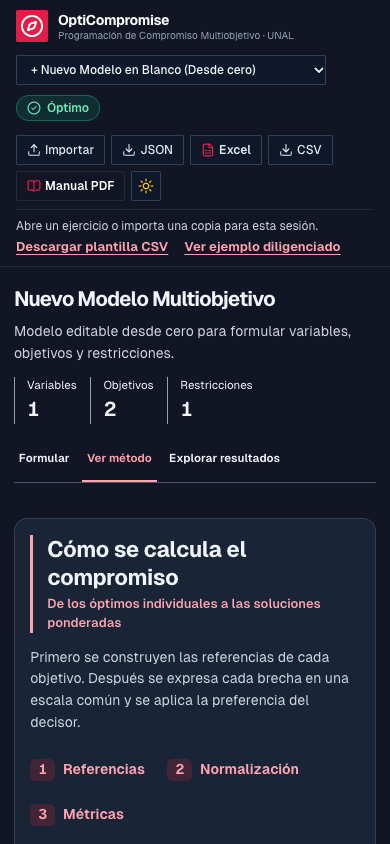 OptiCompromise
Programación de Compromiso Multiobjetivo · UNAL
+ Nuevo Modelo en Blanco (Desde cero)
Óptimo
Importar
JSON
Excel
CSV
Manual PDF
Abre un ejercicio o importa una copia para esta sesión.
Descargar plantilla CSV
Ver ejemplo diligenciado
Nuevo Modelo Multiobjetivo
Modelo editable desde cero para formular variables,
objetivos y restricciones.
Variables
1
Objetivos
2
Restricciones
1
Formular
Ver método
Explorar resultados
Cómo se calcula el
compromiso
De los óptimos individuales a las soluciones
ponderadas
Primero se construyen las referencias de cada
objetivo. Después se expresa cada brecha en una
escala común y se aplica la preferencia del
decisor.
1 Referencias
2 Normalización
3 Métricas